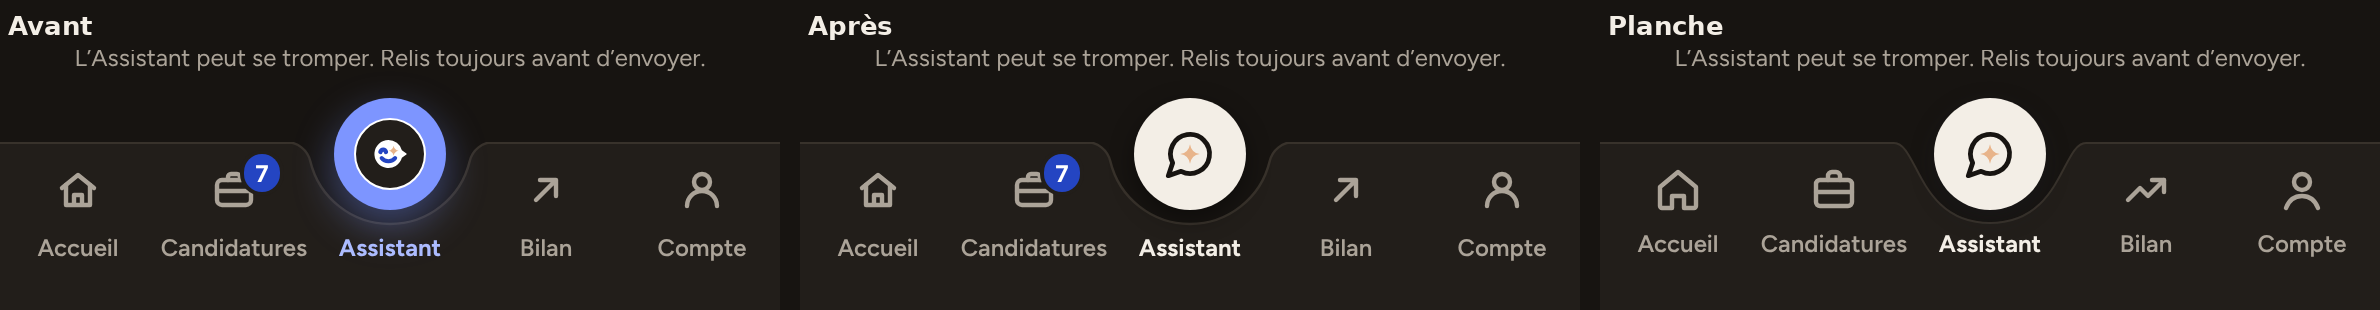 Avant
L’Assistant peut se tromper. Relis toujours avant d’envoyer.
7
Accueil Candidatures Assistant Bilan Compte
Après
L’Assistant peut se tromper. Relis toujours avant d’envoyer.
7
Accueil Candidatures Assistant Bilan Compte
Planche
L’Assistant peut se tromper. Relis toujours avant d’envoyer.
Accueil Candidatures Assistant Bilan Compte